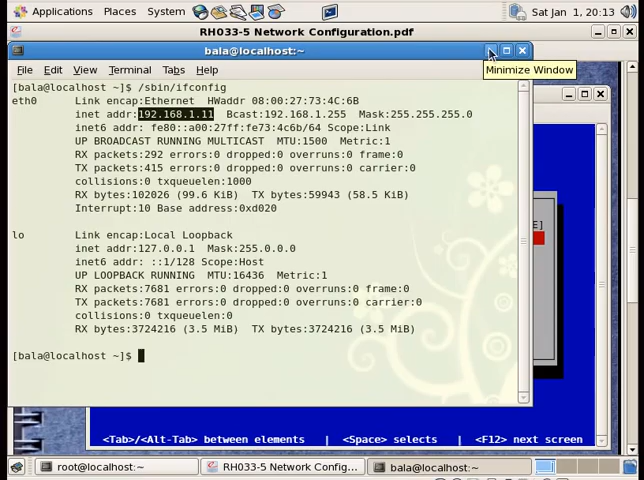 Applications Places System Sat Jan 1, 20:13
RH033-5 Network Configuration.pdf
bala@localhost:~
File Edit View Terminal Tabs Help
Minimize Window
[bala@localhost ~]$ /sbin/ifconfig
eth0 Link encap:Ethernet HWaddr 08:00:27:73:4C:6B
inet addr:192.168.1.11 Bcast:192.168.1.255 Mask:255.255.255.0
inet6 addr: fe80::a00:27ff:fe73:4c6b/64 Scope:Link
UP BROADCAST RUNNING MULTICAST MTU:1500 Metric:1
RX packets:292 errors:0 dropped:0 overruns:0 frame:0
TX packets:415 errors:0 dropped:0 overruns:0 carrier:0
collisions:0 txqueuelen:1000
RX bytes:102026 (99.6 KiB) TX bytes:59943 (58.5 KiB)
Interrupt:10 Base address:0xd020
lo Link encap:Local Loopback
inet addr:127.0.0.1 Mask:255.0.0.0
inet6 addr: ::1/128 Scope:Host
UP LOOPBACK RUNNING MTU:16436 Metric:1
RX packets:7681 errors:0 dropped:0 overruns:0 frame:0
TX packets:7681 errors:0 dropped:0 overruns:0 carrier:0
collisions:0 txqueuelen:0
RX bytes:3724216 (3.5 MiB) TX bytes:3724216 (3.5 MiB)
[bala@localhost ~]$
<Tab>/<Alt-Tab> between elements | <Space> selects | <F12> next screen
root@localhost:~ RH033-5 Network Config... bala@localhost:~